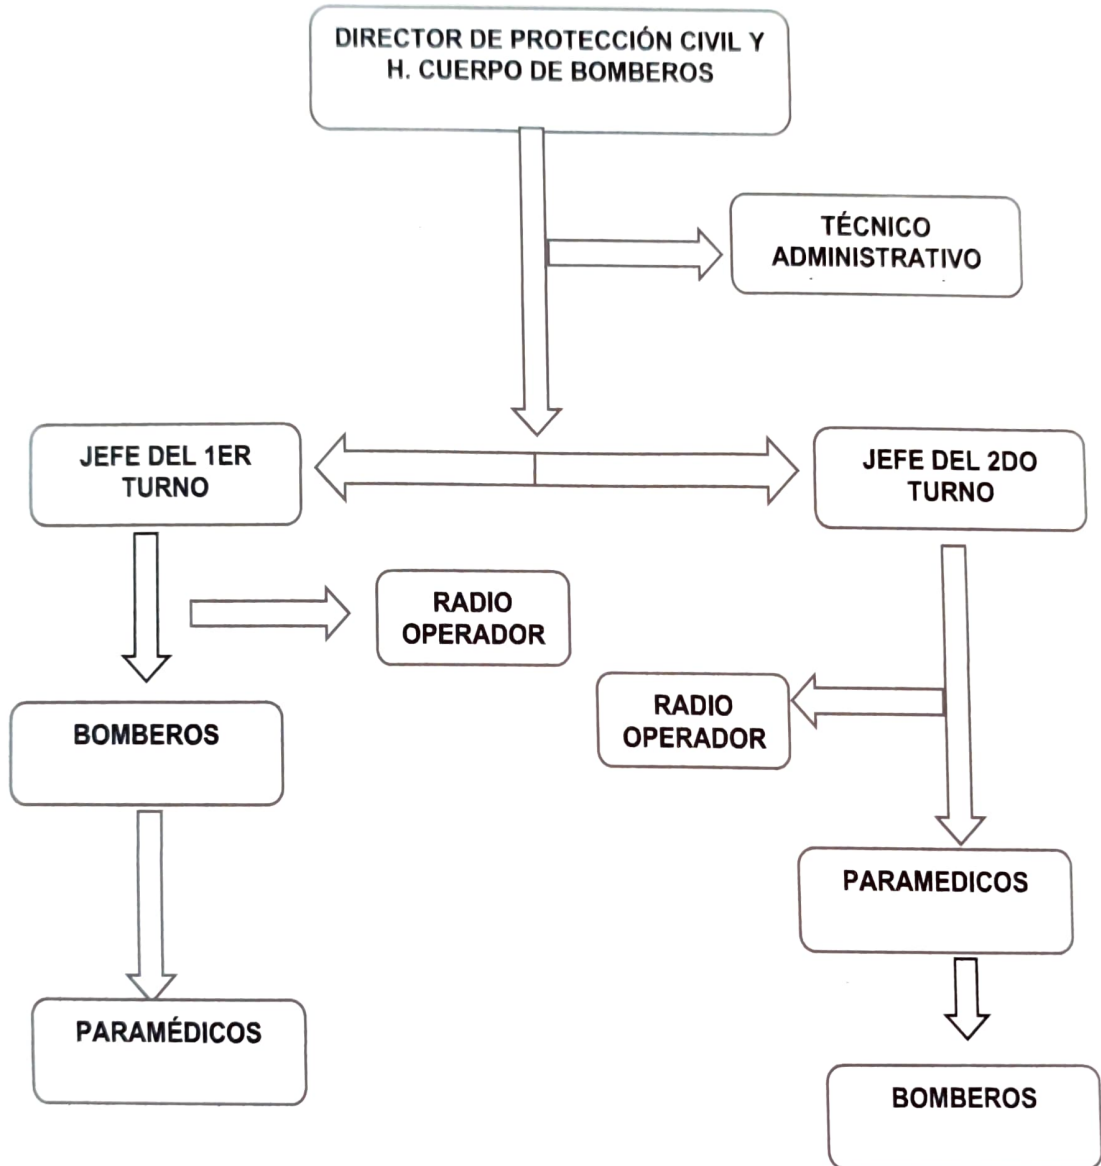 DIRECTOR DE PROTECCIÓN CIVIL Y
H. CUERPO DE BOMBEROS
TÉCNICO
ADMINISTRATIVO
JEFE DEL 1ER
TURNO
JEFE DEL 2DO
TURNO
RADIO
OPERADOR
RADIO
OPERADOR
BOMBEROS
PARAMEDICOS
PARAMÉDICOS
BOMBEROS